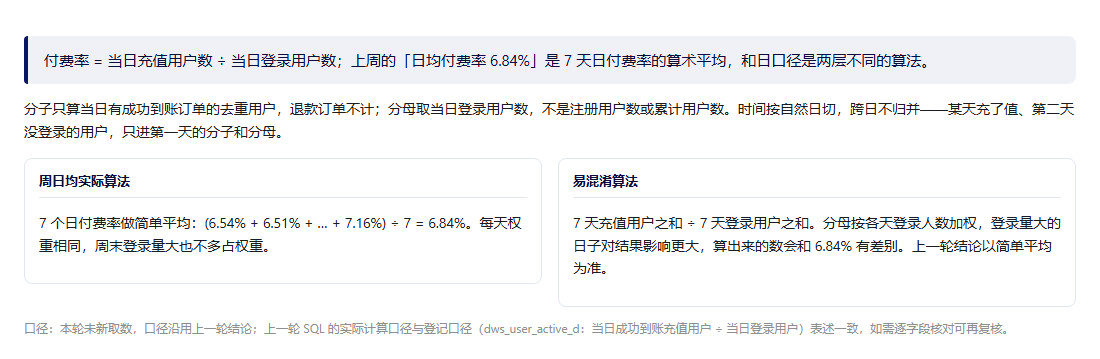 付费率 = 当日充值用户数 ÷ 当日登录用户数；上周的「日均付费率 6.84%」是 7 天日付费率的算术平均，和日口径是两层不同的算法。
分子只算当日有成功到账订单的去重用户，退款订单不计；分母取当日登录用户数，不是注册用户数或累计用户数。时间按自然日切，跨日不归并——某天充了值、第二天
没登录的用户，只进第一天的分子和分母。
周日均实际算法
7 个日付费率做简单平均：(6.54% + 6.51% + ... + 7.16%) ÷ 7 = 6.84%。每天权
重相同，周末登录量大也不多占权重。
易混淆算法
7 天充值用户之和 ÷ 7 天登录用户之和。分母按各天登录人数加权，登录量大的
日子对结果影响更大，算出来的数会和 6.84% 有差别。上一轮结论以简单平均
为准。
口径：本轮未新取数，口径沿用上一轮结论；上一轮 SQL 的实际计算口径与登记口径（dws_user_active_d：当日成功到账充值用户 ÷ 当日登录用户）表述一致，如需逐字段核对可再复核。